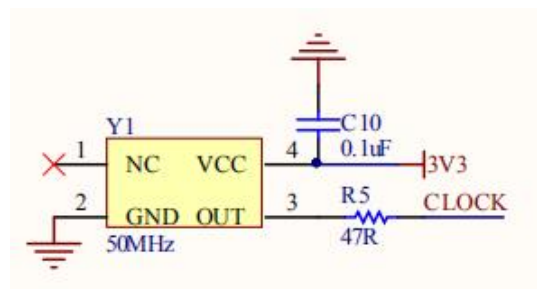 C10
0.1uF
Y1
1 NC VCC 4 3V3
2 GND OUT 3 R5 CLOCK
50MHz 47R